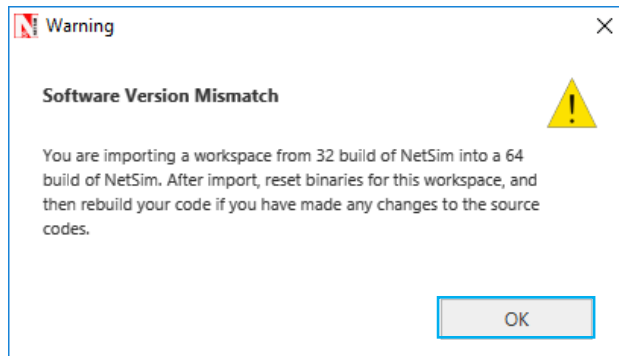 Warning
Software Version Mismatch
You are importing a workspace from 32 build of NetSim into a 64
build of NetSim. After import, reset binaries for this workspace, and
then rebuild your code if you have made any changes to the source
codes.
OK